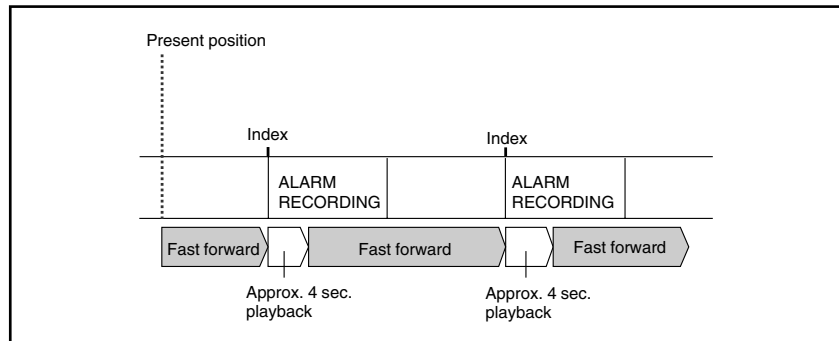 Present position
Index
Index
ALARM
RECORDING
ALARM
RECORDING
Fast forward
Fast forward
Fast forward
Approx. 4 sec.
playback
Approx. 4 sec.
playback